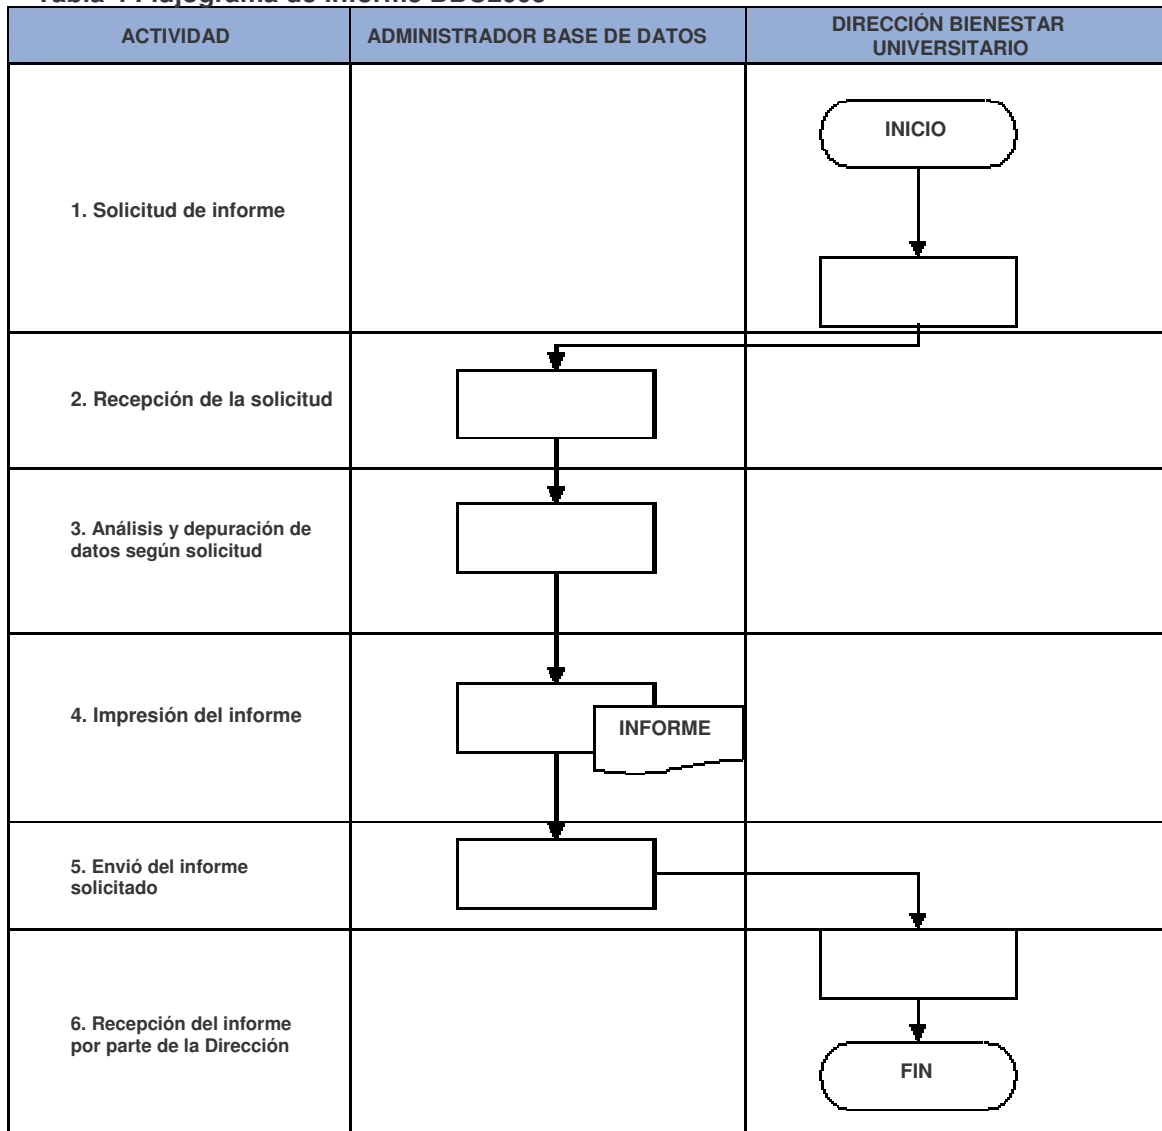 ACTIVIDAD
ADMINISTRADOR BASE DE DATOS
DIRECCIÓN BIENESTAR
UNIVERSITARIO
INICIO
1. Solicitud de informe
2. Recepción de la solicitud
3. Análisis y depuración de
datos según solicitud
4. Impresión del informe
INFORME
5. Envió del informe
solicitado
6. Recepción del informe
por parte de la Dirección
FIN